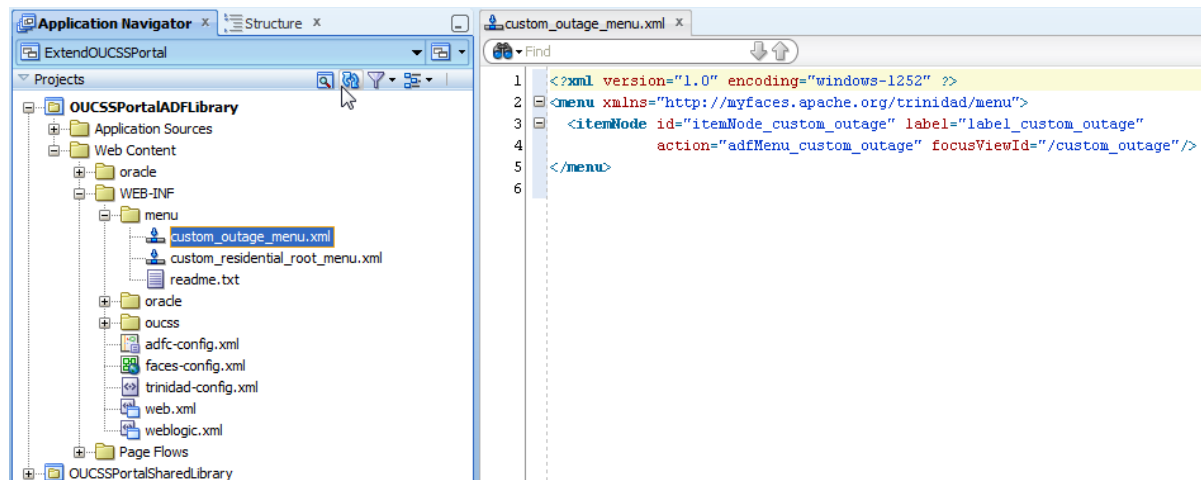 Application Navigator x Structure x
ExtendOUCSSPortal
Projects
OUCSSPortalADFLibrary
Application Sources
Web Content
oracle
WEB-INF
menu
custom_outage_menu.xml
custom_residential_root_menu.xml
readme.txt
oracle
oucss
adfc-config.xml
faces-config.xml
trinidad-config.xml
web.xml
weblogic.xml
Page Flows
OUCSSPortalSharedLibrary
custom_outage_menu.xml x
Find
1 <?xml version="1.0" encoding="windows-1252" ?>
2 <menu xmlns="http://myfaces.apache.org/trinidad/menu">
3 <itemNode id="itemNode_custom_outage" label="label_custom_outage"
4 action="adfMenu_custom_outage" focusViewId="/custom_outage"/>
5 </menu>
6